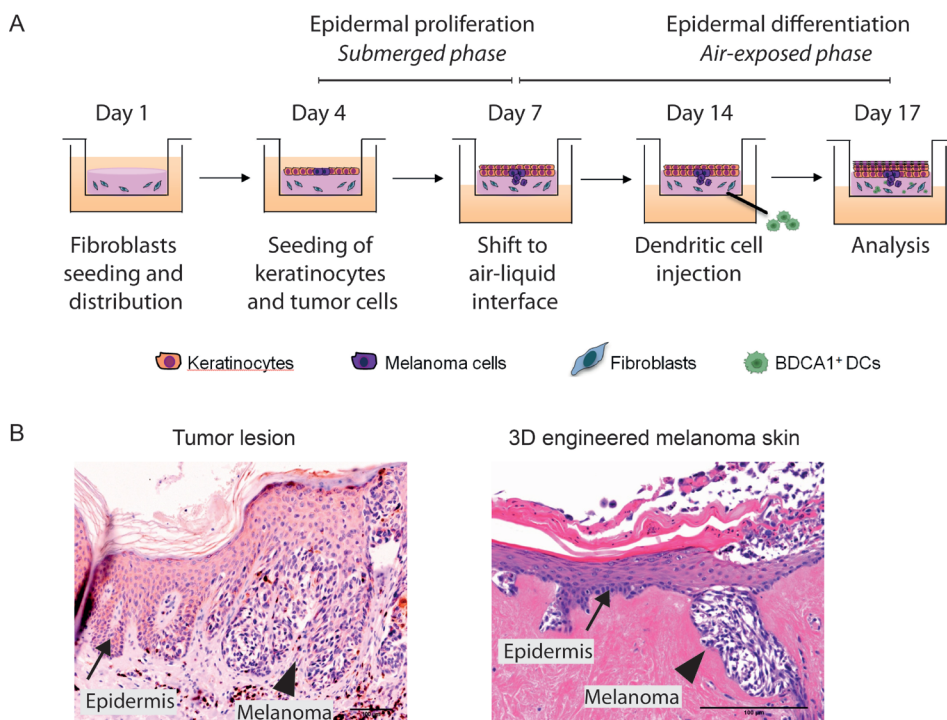 A
Epidermal proliferation
Submerged phase
Epidermal differentiation
Air-exposed phase
Day 1
Day 4
Day 7
Day 14
Day 17
Fibroblasts
seeding and
distribution
Seeding of
keratinocytes
and tumor cells
Shift to
air-liquid
interface
Dendritic cell
injection
Analysis
Keratinocytes
Melanoma cells
Fibroblasts
BDCA1⁺ DCs
B
Tumor lesion
3D engineered melanoma skin
Epidermis
Melanoma
Epidermis
Melanoma
100 μm